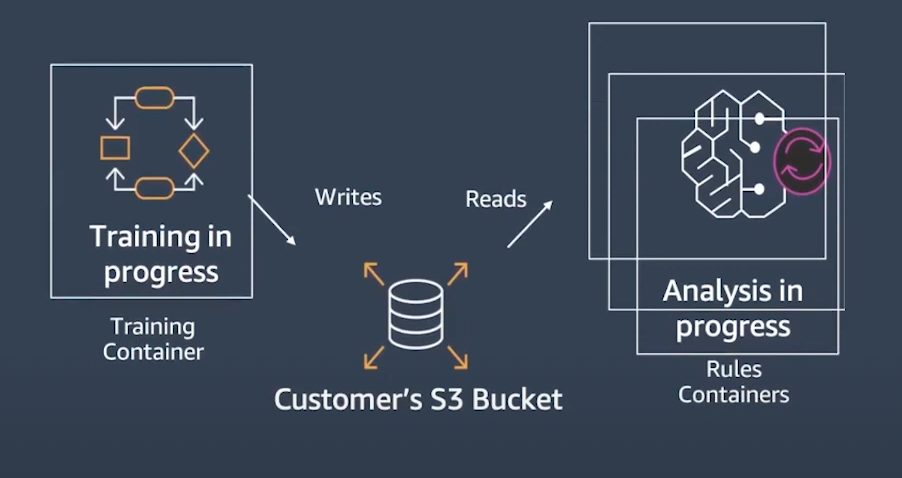 Training in
progress
Training
Container
Writes
Reads
Customer's S3 Bucket
Analysis in
progress
Rules
Containers